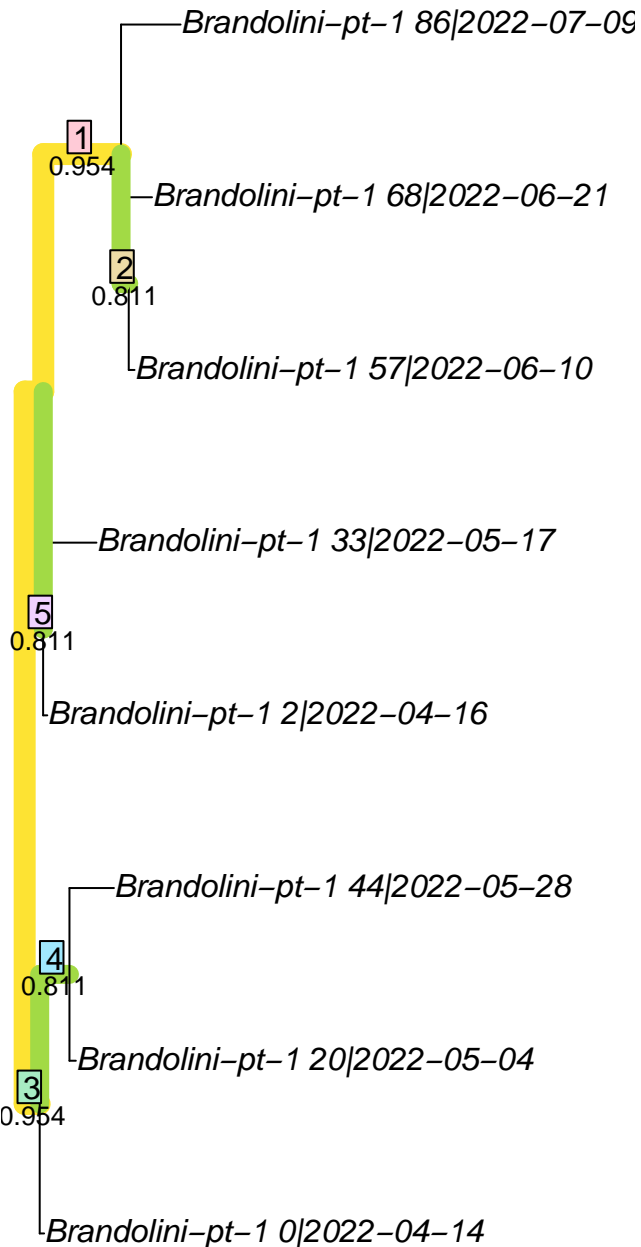 Brandolini−pt−1 86|2022−07−09
1
0.954
Brandolini−pt−1 68|2022−06−21
2
0.811
Brandolini−pt−1 57|2022−06−10
Brandolini−pt−1 33|2022−05−17
5
0.811
Brandolini−pt−1 2|2022−04−16
Brandolini−pt−1 44|2022−05−28
4
0.811
Brandolini−pt−1 20|2022−05−04
3
0.954
Brandolini−pt−1 0|2022−04−14